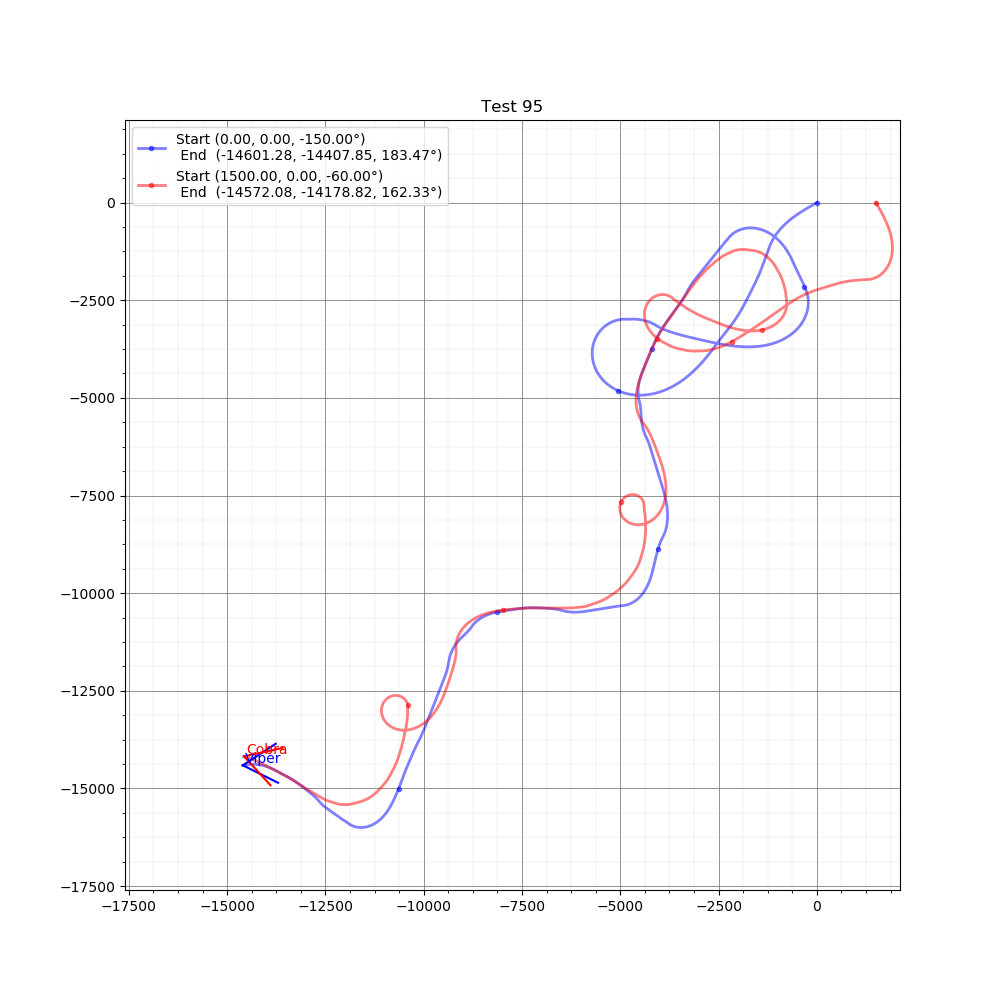 Test 95
Start (0.00, 0.00, -150.00°)
End  (-14601.28, -14407.85, 183.47°)
Start (1500.00, 0.00, -60.00°)
End  (-14572.08, -14178.82, 162.33°)
0
−2500
−5000
−7500
−10000
−12500
−15000
−17500
Cobra
−17500 −15000 −12500 −10000 −7500 −5000 −2500 0